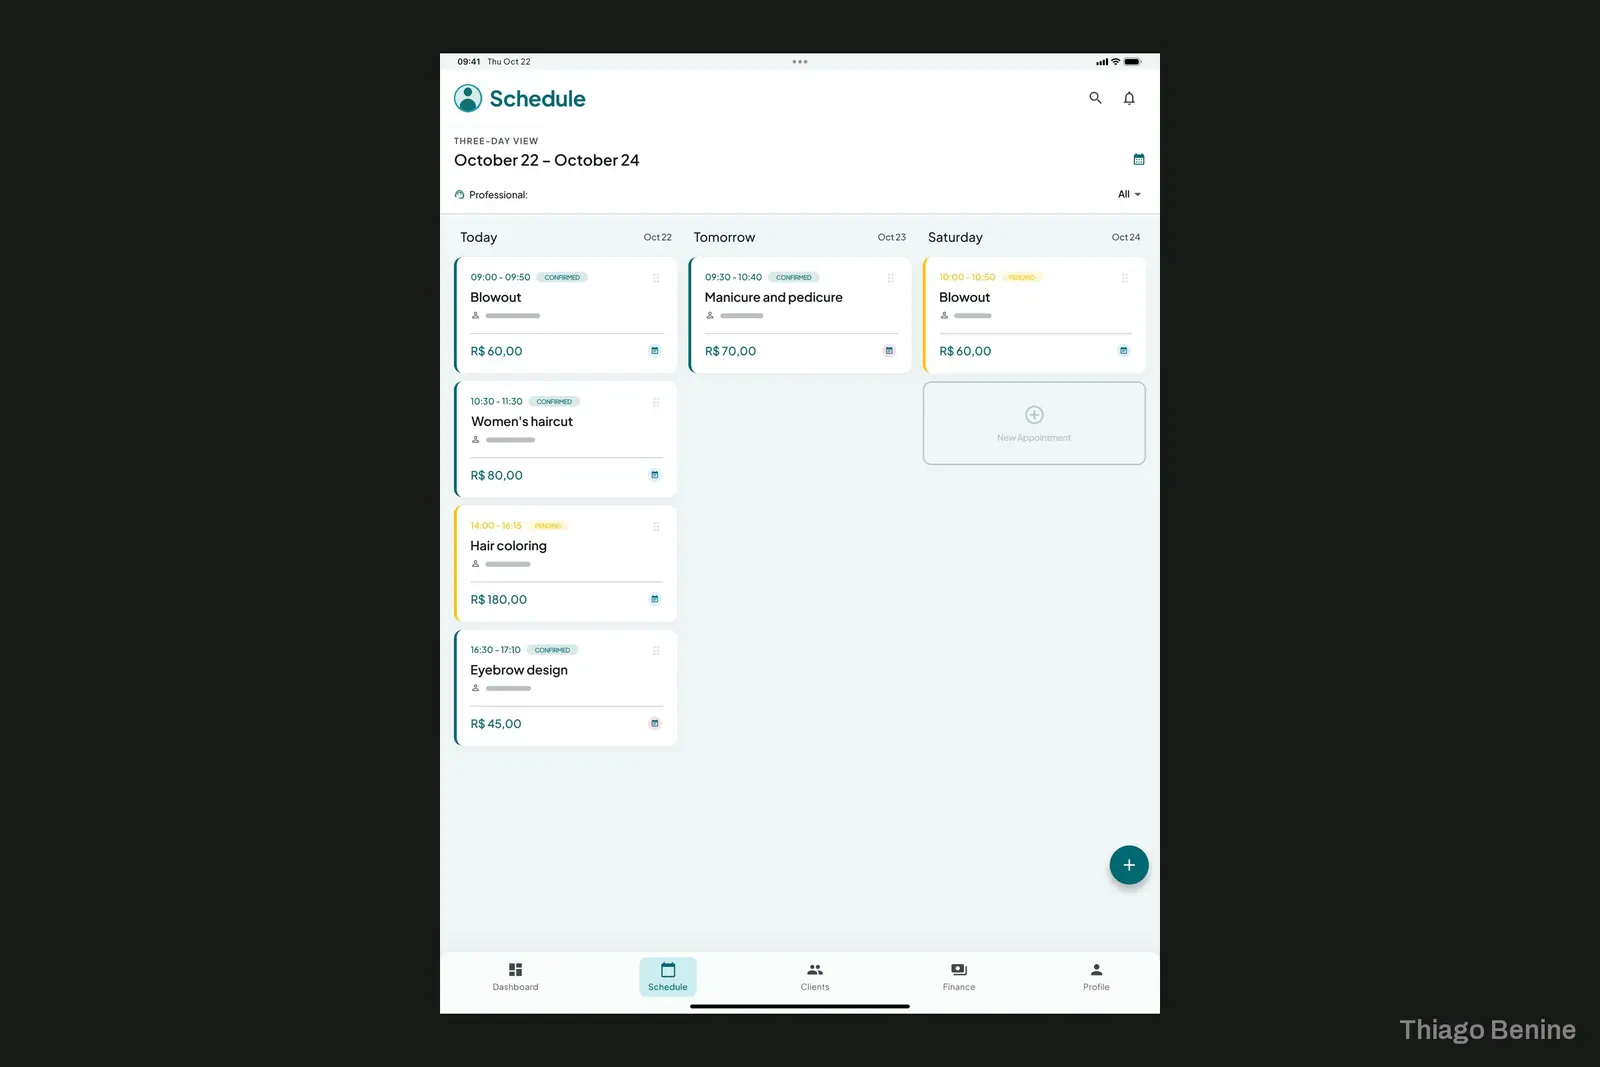 09:41 Thu Oct 22
Schedule
THREE-DAY VIEW
October 22 – October 24
Professional:
All
Today
Oct 22
09:00 - 09:50 CONFIRMED
Blowout
R$ 60,00
10:30 - 11:30 CONFIRMED
Women's haircut
R$ 80,00
14:00 - 16:15 PENDING
Hair coloring
R$ 180,00
16:30 - 17:10 CONFIRMED
Eyebrow design
R$ 45,00
Tomorrow
Oct 23
09:30 - 10:40 CONFIRMED
Manicure and pedicure
R$ 70,00
Saturday
Oct 24
10:00 - 10:50 PENDING
Blowout
R$ 60,00
New Appointment
Dashboard
Schedule
Clients
Finance
Profile
Thiago Benine